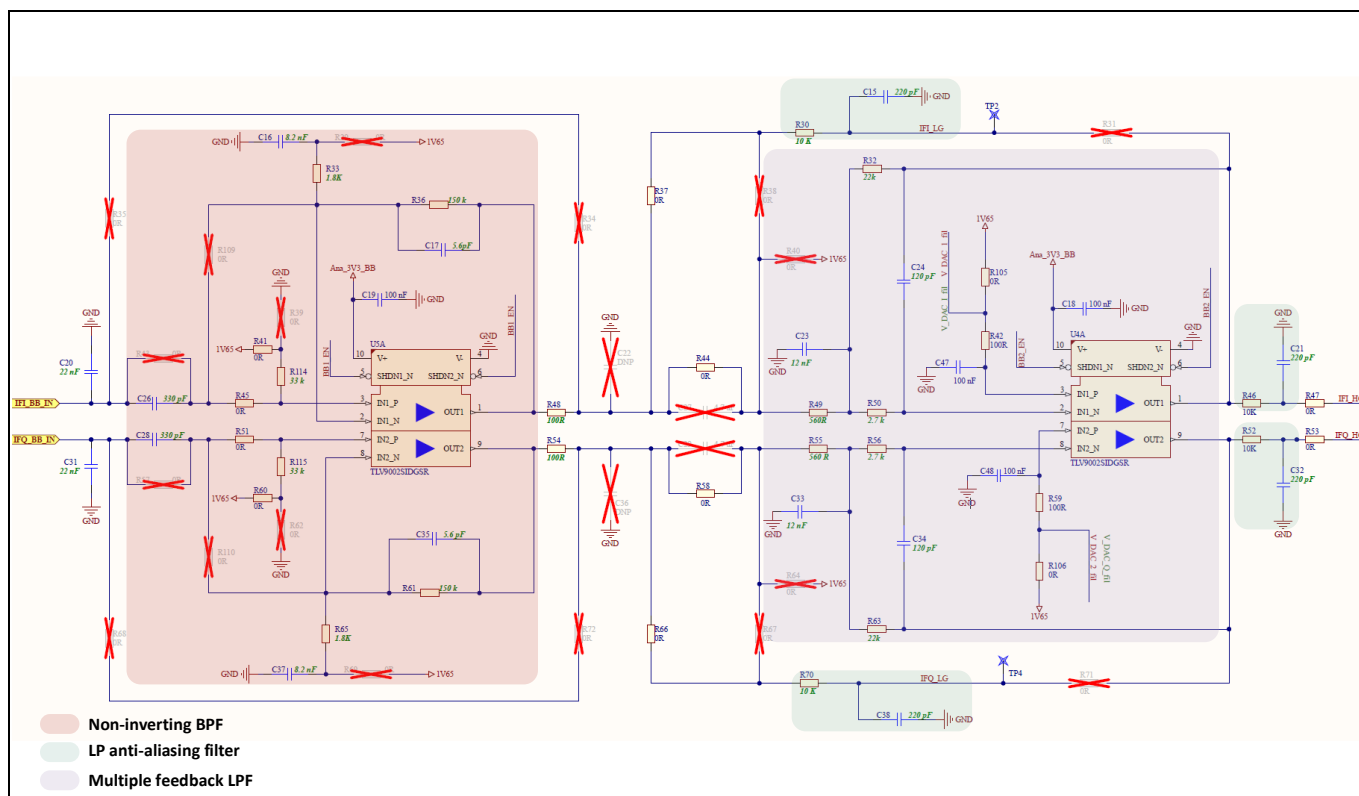 C15
220 pF
GND
TP2
R30
10 K
IFI_LG
R31
0R
C16
8.2 nF
GND
1V65
R33
1.8K
R32
22k
R36
150 k
C17
5.6pF
R35
0R
R34
0R
R37
0R
R38
0R
R109
0R
1V65
R40
0R
1V65
V_DAC_1_fil
V_DAC_I_fil
R105
0R
C24
120 pF
Ana_3V3_BB
C19
100 nF
GND
GND
R39
0R
Ana_3V3_BB
C18
100 nF
GND
BB1_EN
BB1_EN
GND
BB2_EN
BB2_EN
GND
GND
C20
22 nF
1V65
R41
0R
R114
33 k
U5A
10
V+
V-
4
5
SHDN1_N
SHDN2_N
6
GND
C22
DNP
R44
0R
C23
12 nF
GND
R42
100R
C47
100 nF
GND
U4A
10
V+
V-
4
5
SHDN1_N
SHDN2_N
6
GND
C21
220 pF
IFI_BB_IN
C26
330 pF
R45
0R
3
IN1_P
OUT1
1
2
IN1_N
R48
100R
R49
560R
R50
2.7 k
3
IN1_P
OUT1
1
2
IN1_N
R46
10K
R47
0R
IFI_HG
IFQ_BB_IN
C28
330 pF
R51
0R
7
IN2_P
OUT2
9
8
IN2_N
TLV9002SIDGSR
R54
100R
R55
560 R
R56
2.7 k
7
IN2_P
OUT2
9
8
IN2_N
TLV9002SIDGSR
R52
10K
R53
0R
IFQ_HG
C31
22 nF
GND
R115
33 k
1V65
R60
0R
R62
0R
GND
C36
DNP
GND
R58
0R
C33
12 nF
GND
C48
100 nF
GND
R59
100R
C32
220 pF
GND
R110
0R
C35
5.6 pF
R61
150 k
C34
120 pF
V_DAC_Q_fil
V_DAC_2_fil
R106
0R
1V65
R64
0R
1V65
R68
0R
R65
1.8K
R72
0R
R66
0R
R67
0R
R63
22k
GND
C37
8.2 nF
1V65
R70
10 K
IFQ_LG
TP4
R71
0R
C38
220 pF
GND
Non-inverting BPF
LP anti-aliasing filter
Multiple feedback LPF